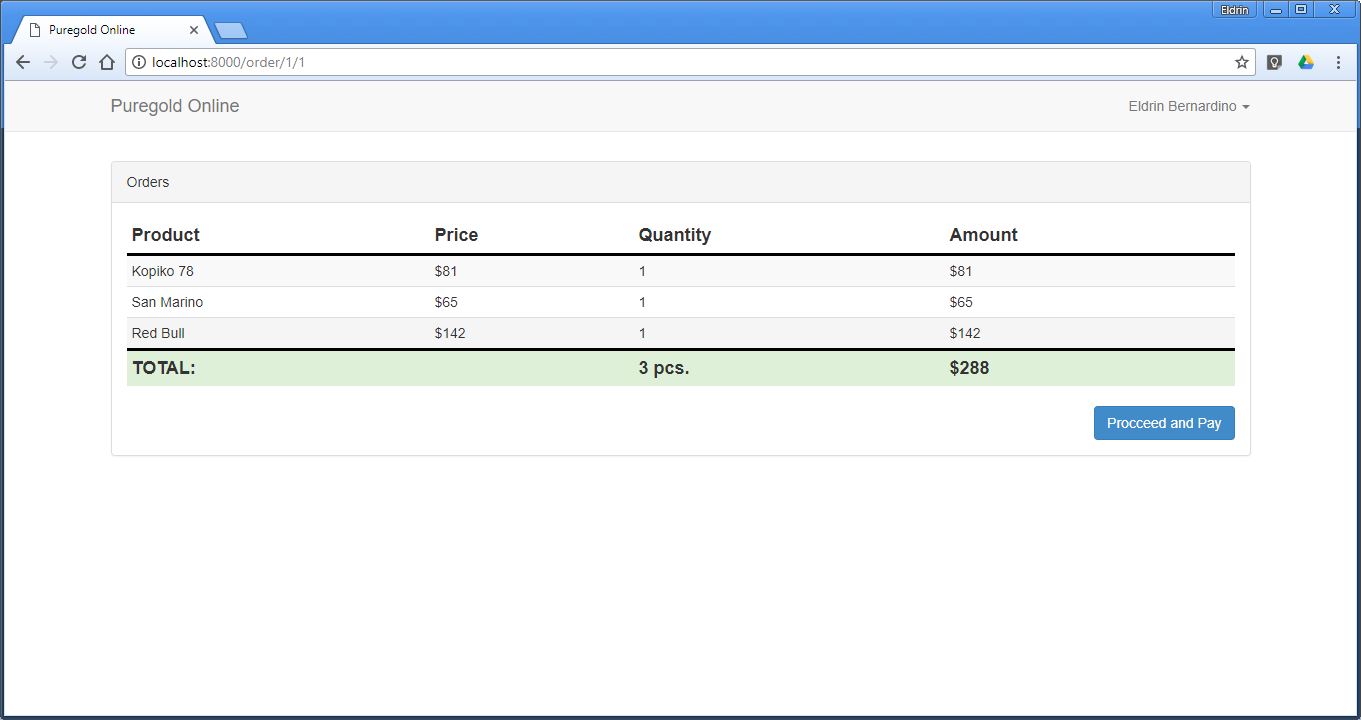 Eldrin
Puregold Online
localhost:8000/order/1/1
Puregold Online Eldrin Bernardino
Orders
Product Price Quantity Amount
Kopiko 78 $81 1 $81
San Marino $65 1 $65
Red Bull $142 1 $142
TOTAL: 3 pcs. $288
Procceed and Pay